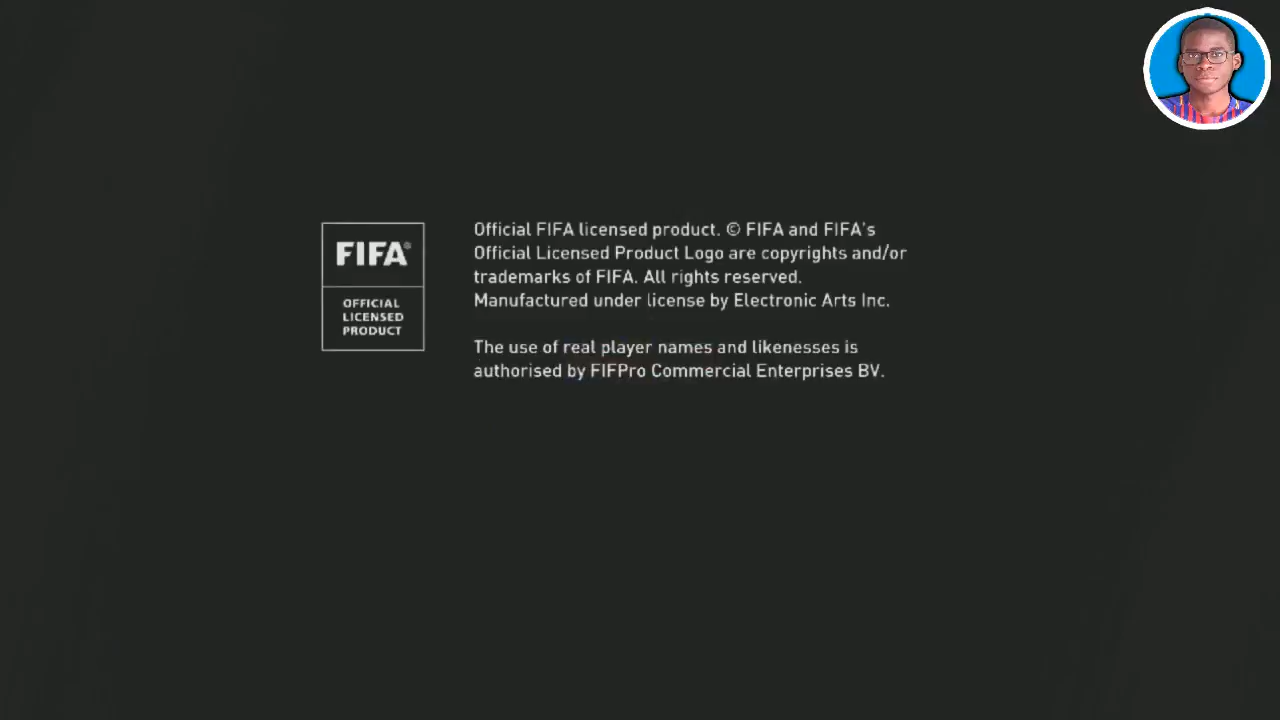 FIFA®
OFFICIAL
LICENSED
PRODUCT
Official FIFA licensed product. © FIFA and FIFA's
Official Licensed Product Logo are copyrights and/or
trademarks of FIFA. All rights reserved.
Manufactured under license by Electronic Arts Inc.
The use of real player names and likenesses is
authorised by FIFPro Commercial Enterprises BV.